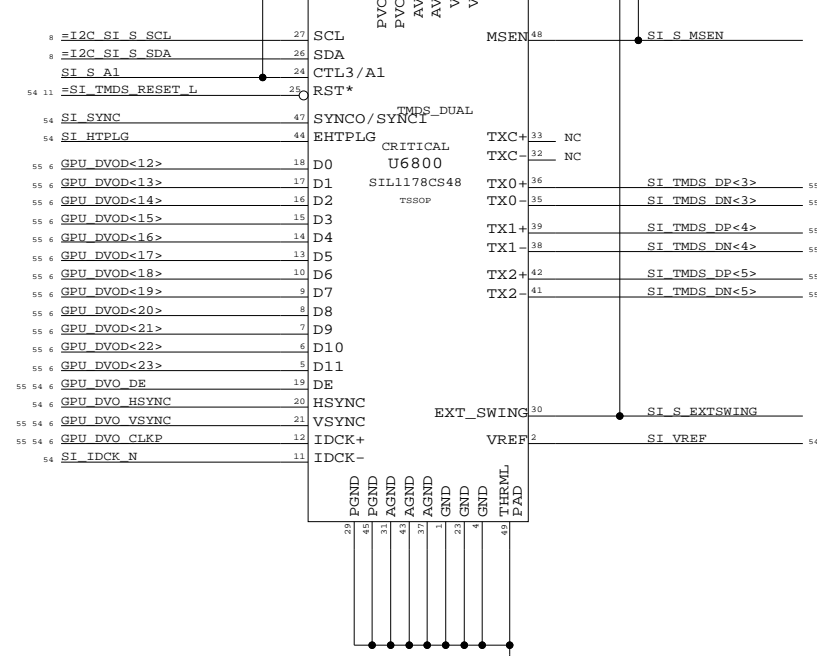 PVC
PVC
AV
AV
V
V
8 =I2C_SI_S_SCL 27 SCL MSEN 48 SI_S_MSEN
8 =I2C_SI_S_SDA 26 SDA
SI_S_A1 24 CTL3/A1
54 11 =SI_TMDS_RESET_L 25 RST*
TMDS_DUAL
54 SI_SYNC 47 SYNCO/SYNCI
54 SI_HTPLG 44 EHTPLG TXC+ 33 NC
CRITICAL
TXC- 32 NC
55 6 GPU_DVOD<12> 18 D0 U6800
55 6 GPU_DVOD<13> 17 D1 SIL1178CS48 TX0+ 36 SI_TMDS_DP<3> 55
55 6 GPU_DVOD<14> 16 D2 TSSOP TX0- 35 SI_TMDS_DN<3> 55
55 6 GPU_DVOD<15> 15 D3 TX1+ 39 SI_TMDS_DP<4> 55
55 6 GPU_DVOD<16> 14 D4 TX1- 38 SI_TMDS_DN<4> 55
55 6 GPU_DVOD<17> 13 D5
55 6 GPU_DVOD<18> 10 D6 TX2+ 42 SI_TMDS_DP<5> 55
55 6 GPU_DVOD<19> 9 D7 TX2- 41 SI_TMDS_DN<5> 55
55 6 GPU_DVOD<20> 8 D8
55 6 GPU_DVOD<21> 7 D9
55 6 GPU_DVOD<22> 6 D10
55 6 GPU_DVOD<23> 5 D11
55 54 6 GPU_DVO_DE 19 DE
54 6 GPU_DVO_HSYNC 20 HSYNC EXT_SWING 30 SI_S_EXTSWING
55 54 6 GPU_DVO_VSYNC 21 VSYNC
55 54 6 GPU_DVO_CLKP 12 IDCK+ VREF 2 SI_VREF 54
54 SI_IDCK_N 11 IDCK-
PGND 29
PGND 45
AGND 31
AGND 43
AGND 37
GND 1
GND 23
GND 4
THRML
PAD 49